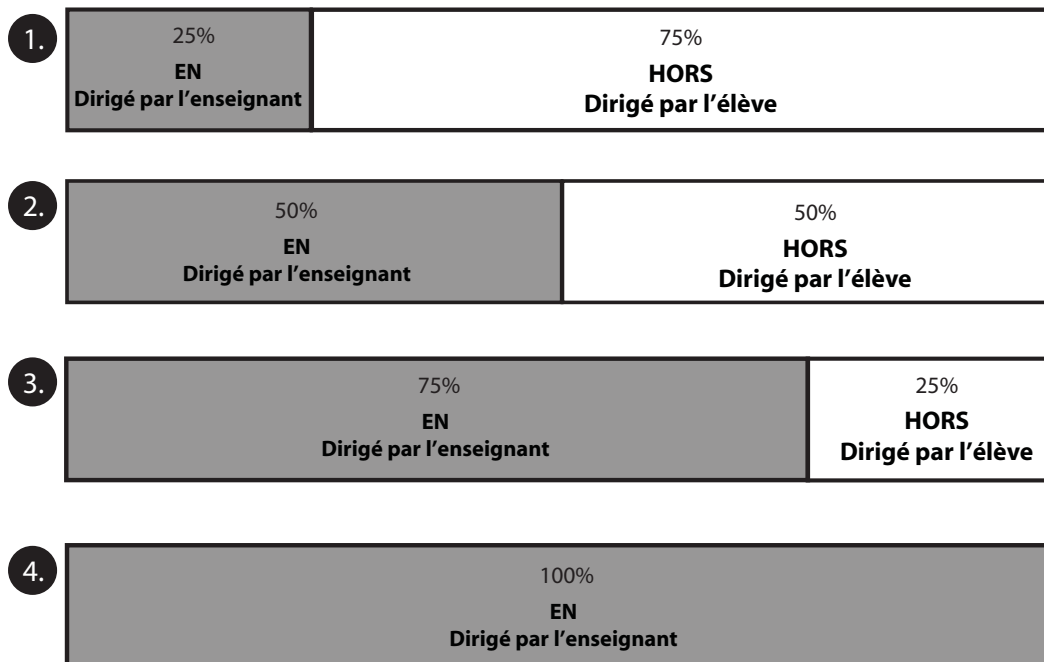 1.
25%
EN
Dirigé par l'enseignant
75%
HORS
Dirigé par l'élève
2.
50%
EN
Dirigé par l'enseignant
50%
HORS
Dirigé par l'élève
3.
75%
EN
Dirigé par l'enseignant
25%
HORS
Dirigé par l'élève
4.
100%
EN
Dirigé par l'enseignant